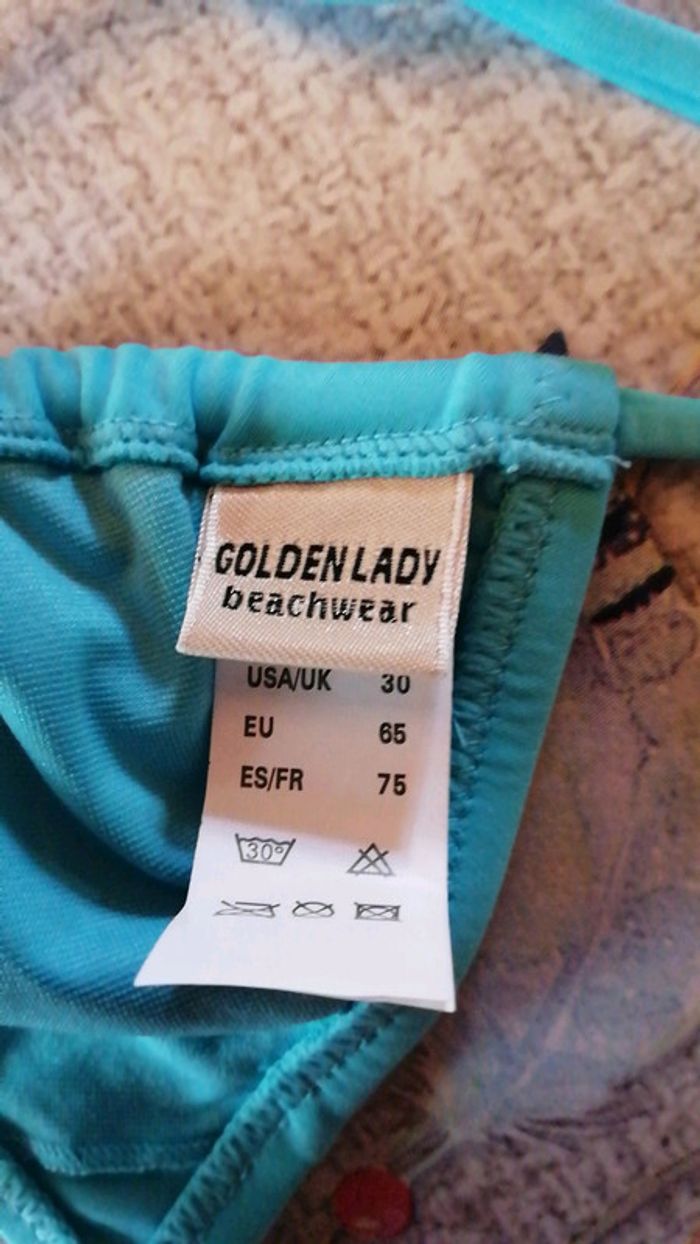 GOLDEN LADY
beachwear
USA/UK 30
EU 65
ES/FR 75
30°